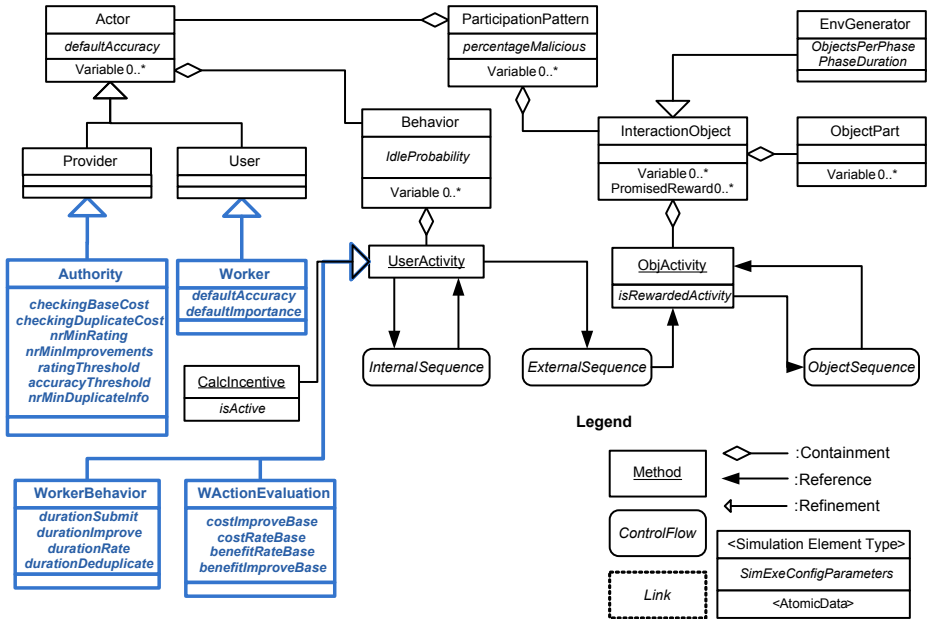 Actor
defaultAccuracy
Variable 0..*
ParticipationPattern
percentageMalicious
Variable 0..*
EnvGenerator
ObjectsPerPhase
PhaseDuration
Behavior
IdleProbability
Variable 0..*
InteractionObject
Variable 0..*
PromisedReward0..*
ObjectPart
Variable 0..*
Provider
User
Authority
checkingBaseCost
checkingDuplicateCost
nrMinRating
nrMinImprovements
ratingThreshold
accuracyThreshold
nrMinDuplicateInfo
Worker
defaultAccuracy
defaultImportance
UserActivity
ObjActivity
isRewardedActivity
CalcIncentive
isActive
InternalSequence
ExternalSequence
ObjectSequence
WorkerBehavior
durationSubmit
durationImprove
durationRate
durationDeduplicate
WActionEvaluation
costImproveBase
costRateBase
benefitRateBase
benefitImproveBase
Legend
Method
ControlFlow
Link
:Containment
:Reference
:Refinement
<Simulation Element Type>
SimExeConfigParameters
<AtomicData>